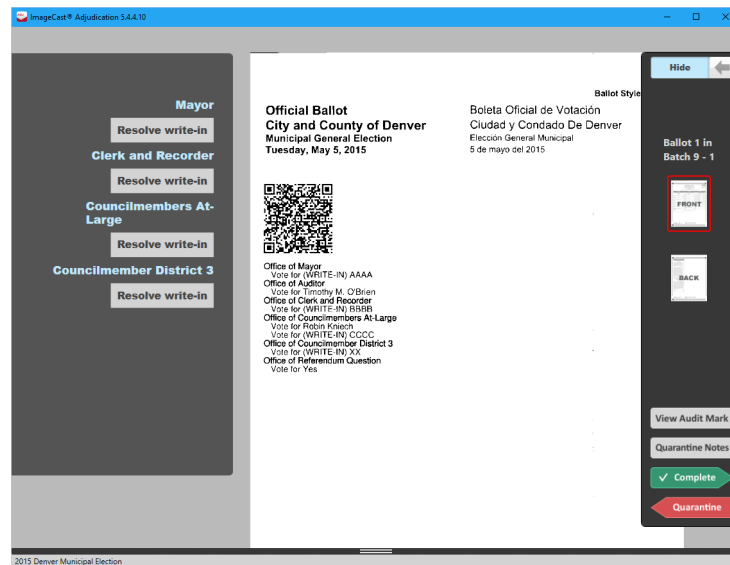 ImageCast® Adjudication 5.4.4.10
Mayor
Resolve write-in
Clerk and Recorder
Resolve write-in
Councilmembers At-
Large
Resolve write-in
Councilmember District 3
Resolve write-in
Ballot Style
Official Ballot
City and County of Denver
Municipal General Election
Tuesday, May 5, 2015
Boleta Oficial de Votación
Ciudad y Condado De Denver
Elección General Municipal
5 de mayo del 2015
Office of Mayor
Vote for (WRITE-IN) AAAA
Office of Auditor
Vote for Timothy M. O'Brien
Office of Clerk and Recorder
Vote for (WRITE-IN) BBBB
Office of Councilmembers At-Large
Vote for Robin Kniech
Vote for (WRITE-IN) CCCC
Office of Councilmember District 3
Vote for (WRITE-IN) XX
Office of Referendum Question
Vote for Yes
Hide
Ballot 1 in
Batch 9 - 1
FRONT
BACK
View Audit Mark
Quarantine Notes
Complete
Quarantine
2015 Denver Municipal Election